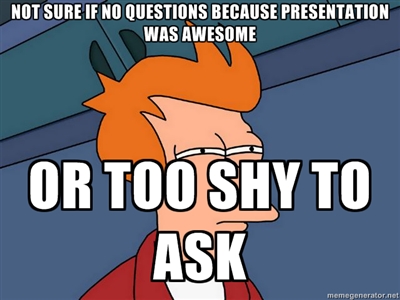 NOT SURE IF NO QUESTIONS BECAUSE PRESENTATION
WAS AWESOME
OR TOO SHY TO
ASK
memegenerator.net